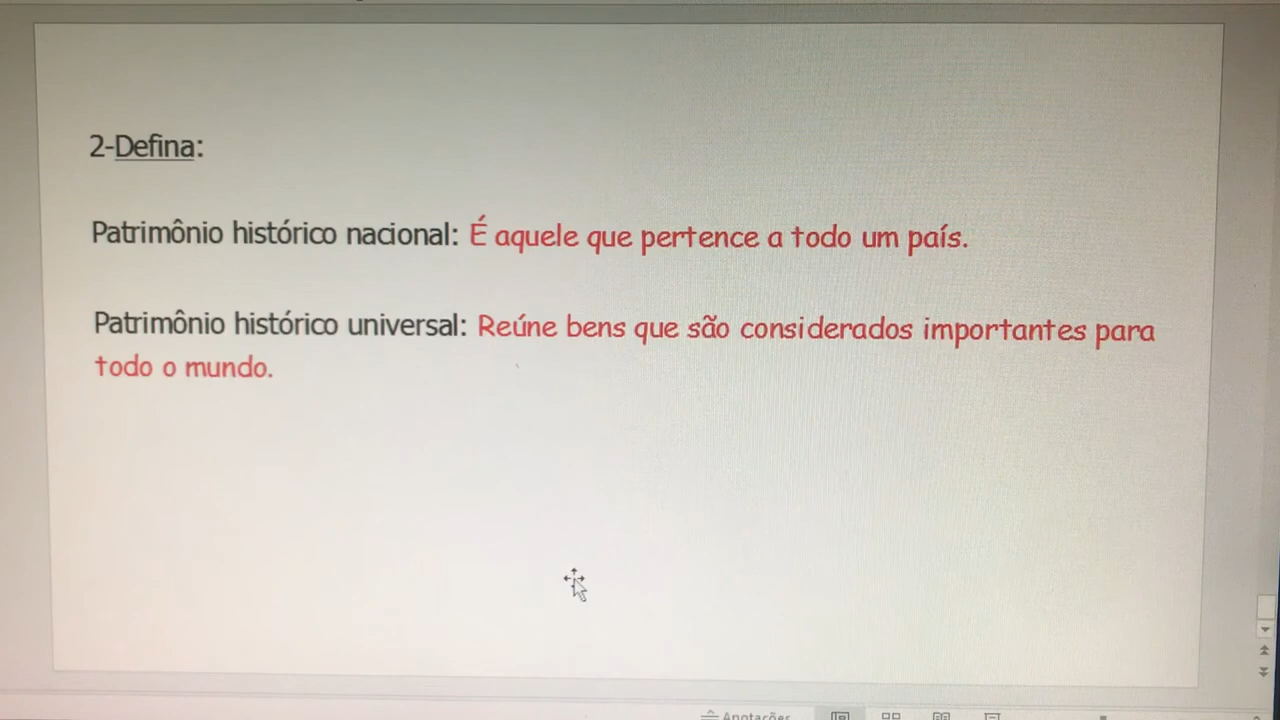 2-Defina:
Patrimônio histórico nacional: É aquele que pertence a todo um país.
Patrimônio histórico universal: Reúne bens que são considerados importantes para
todo o mundo.
Anotações